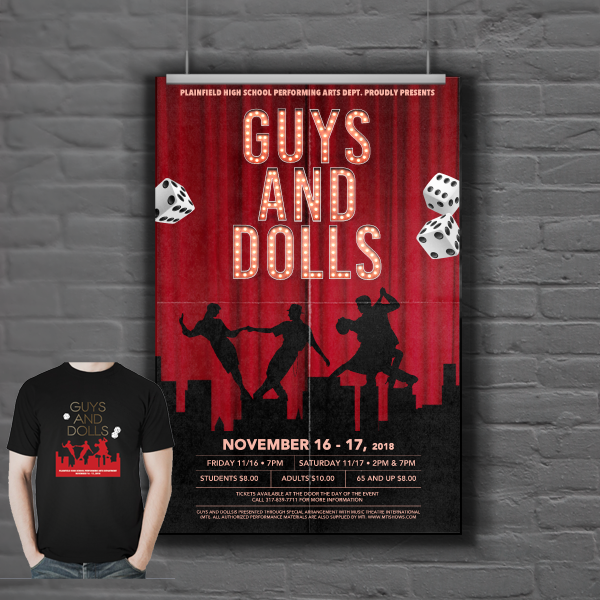 PLAINFIELD HIGH SCHOOL PERFORMING ARTS DEPT. PROUDLY PRESENTS
GUYS
AND
DOLLS
NOVEMBER 16 - 17, 2018
FRIDAY 11/16 • 7PM
SATURDAY 11/17 • 2PM & 7PM
STUDENTS $8.00
ADULTS $10.00
65 AND UP $8.00
TICKETS AVAILABLE AT THE DOOR THE DAY OF THE EVENT
CALL 317-839-7711 FOR MORE INFORMATION
GUYS AND DOLLS IS PRESENTED THROUGH SPECIAL ARRANGEMENT WITH MUSIC THEATRE INTERNATIONAL
(MTI). ALL AUTHORIZED PERFORMANCE MATERIALS ARE ALSO SUPPLIED BY MTI. WWW.MTISHOWS.COM
GUYS
AND
DOLLS